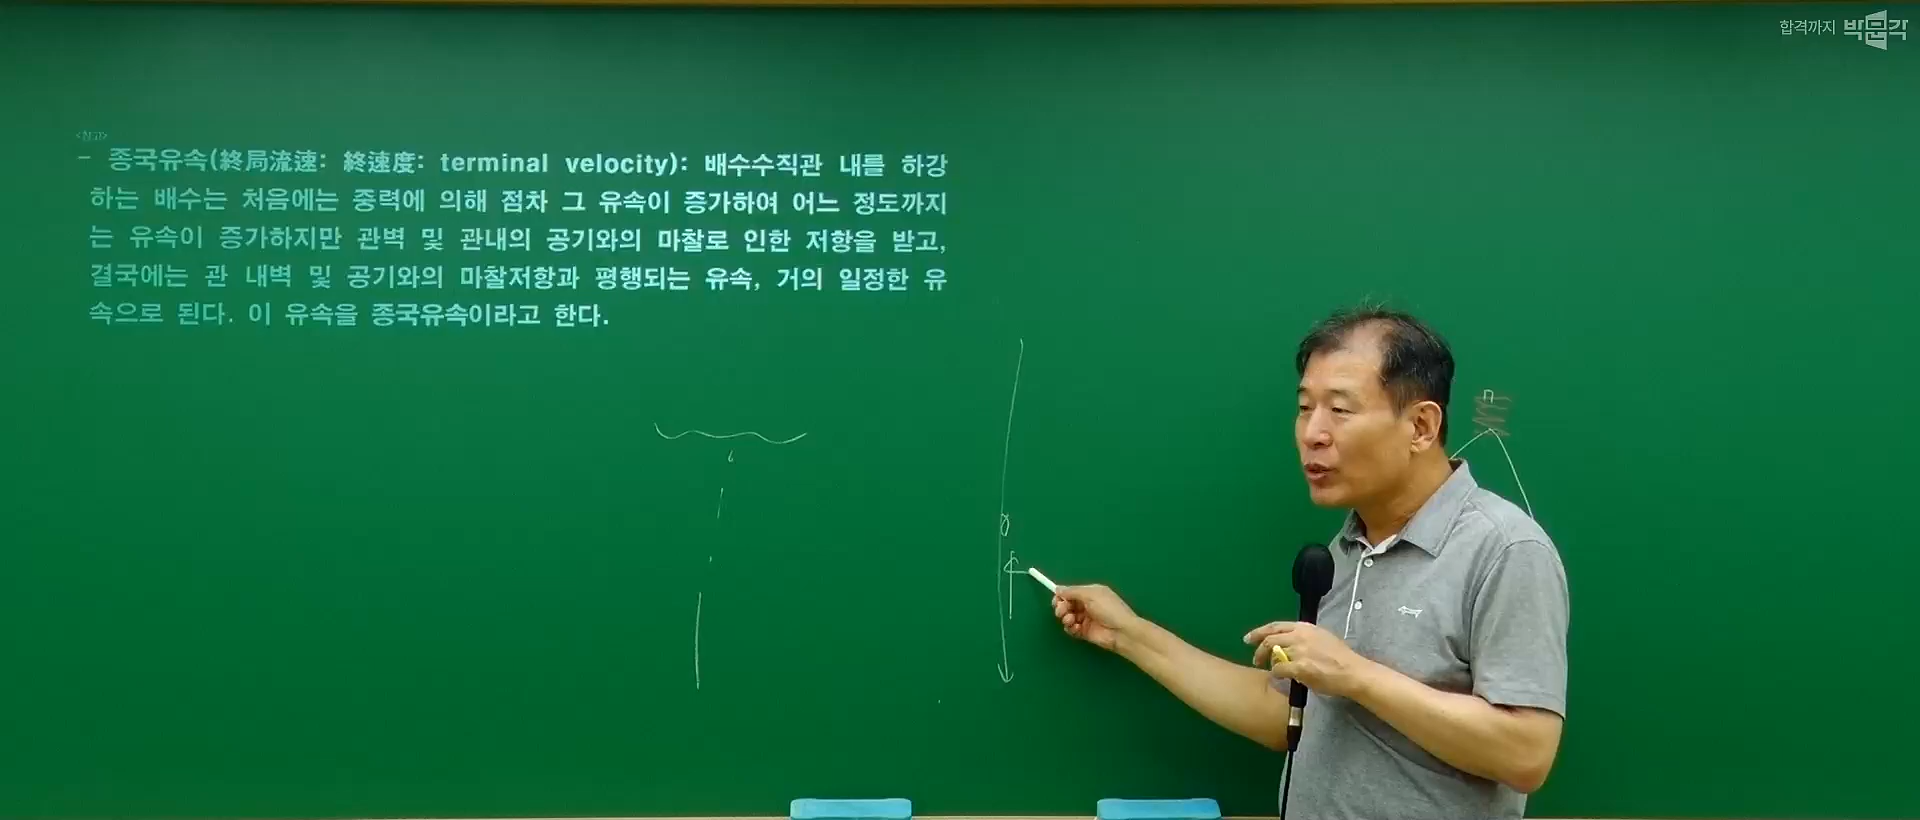 합격까지 박문각
<참고>
- 종국유속(終局流速: 終速度: terminal velocity): 배수수직관 내를 하강
하는 배수는 처음에는 중력에 의해 점차 그 유속이 증가하여 어느 정도까지
는 유속이 증가하지만 관벽 및 관내의 공기와의 마찰로 인한 저항을 받고,
결국에는 관 내벽 및 공기와의 마찰저항과 평행되는 유속, 거의 일정한 유
속으로 된다. 이 유속을 종국유속이라고 한다.